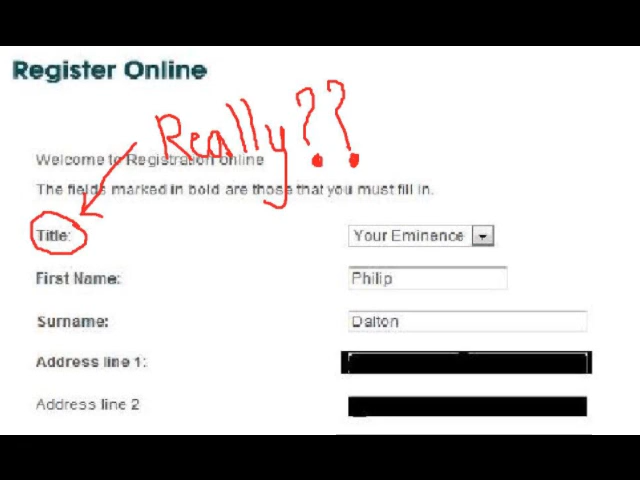 Register Online
Really??
Welcome to Registration online
The fields marked in bold are those that you must fill in.
Title: Your Eminence
First Name: Philip
Surname: Dalton
Address line 1:
Address line 2